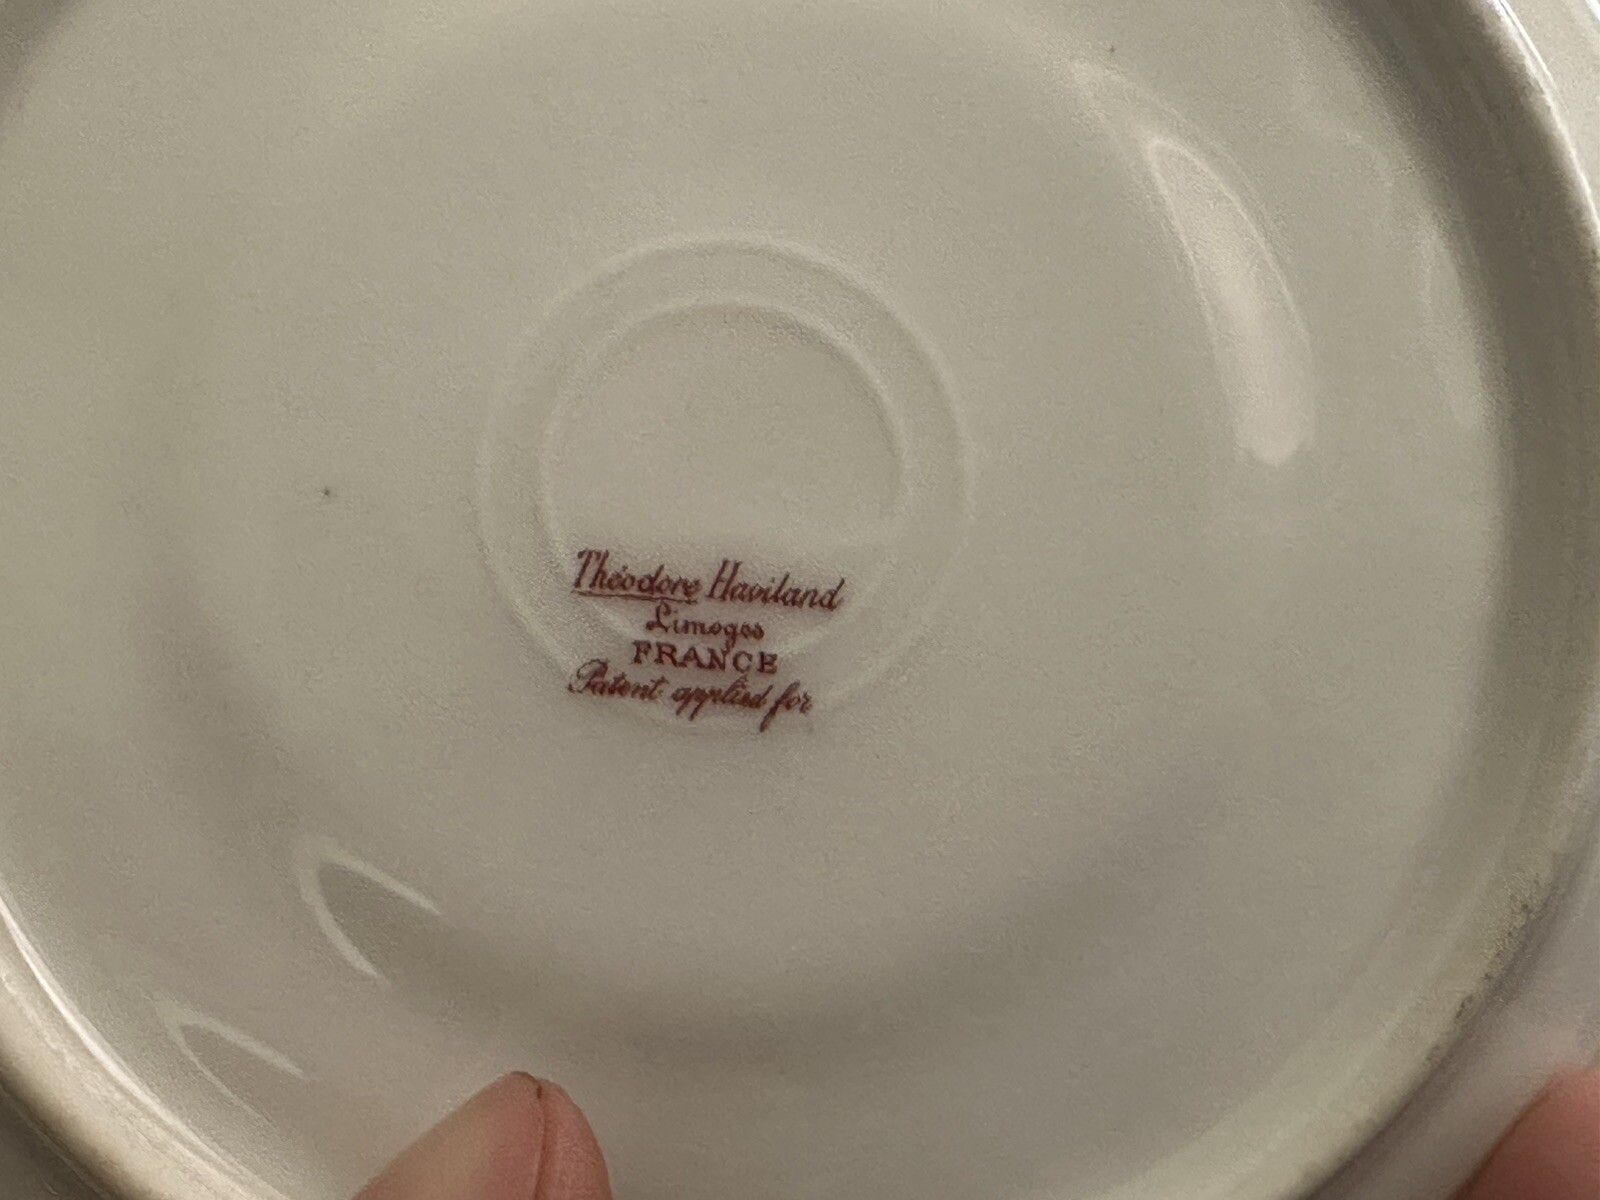 Théodore Haviland
Limoges
FRANCE
Patent applied for